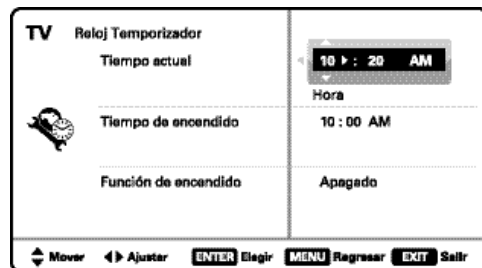 TV Reloj Temporizador
Tiempo actual 10 : 20 AM
Hora
Tiempo de encendido 10 : 00 AM
Función de encendido Apagado
Mover Ajustar ENTER Elegir MENU Regresar EXIT Salir